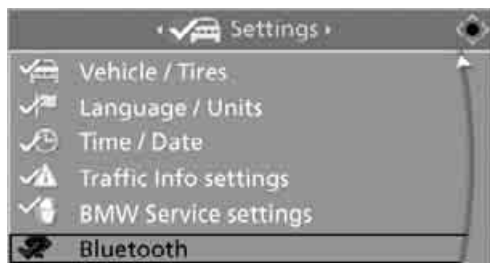 Settings
Vehicle / Tires
Language / Units
Time / Date
Traffic Info settings
BMW Service settings
Bluetooth